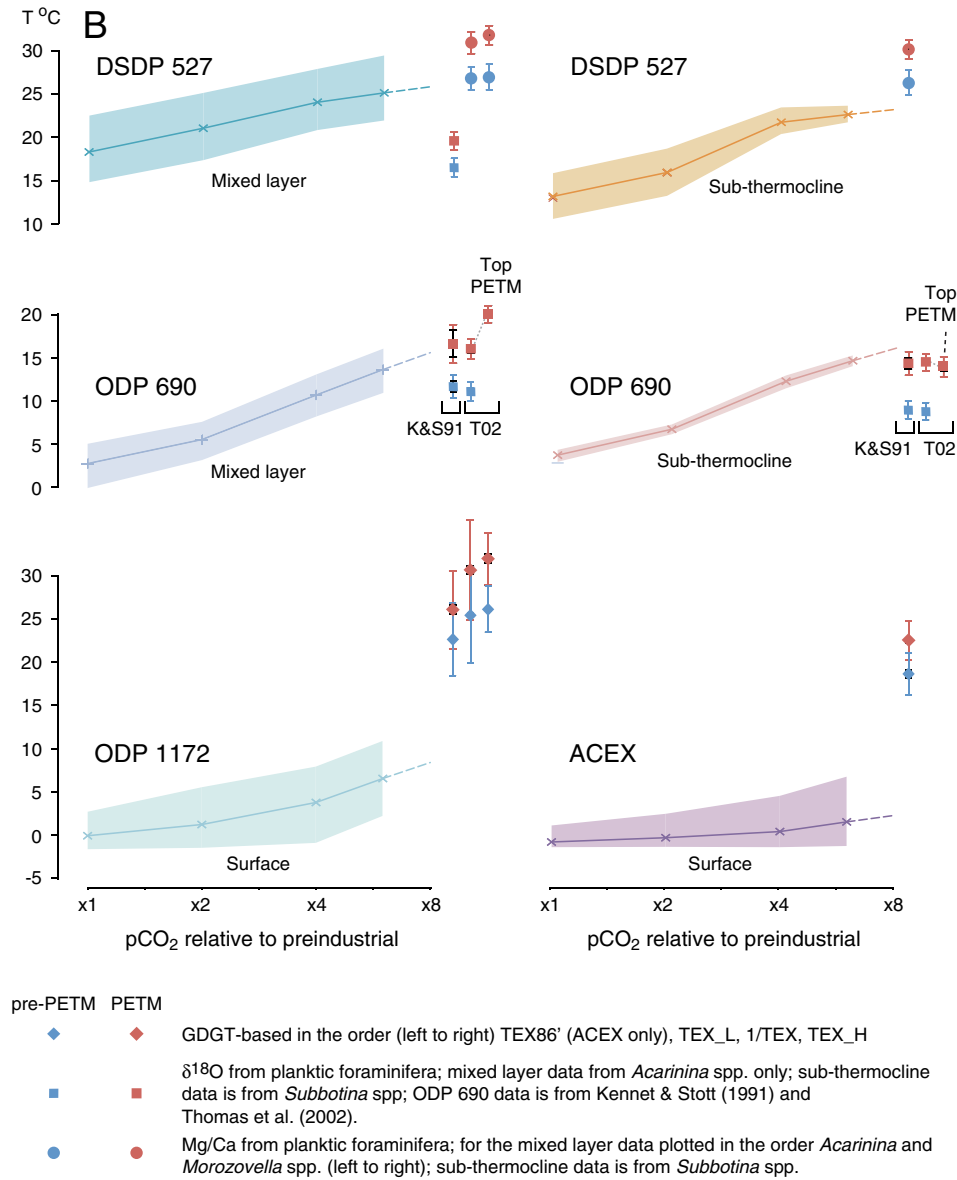 T °C
B
30
25
20
15
10
DSDP 527
Mixed layer
DSDP 527
Sub-thermocline
20
15
10
5
0
Top
PETM
ODP 690
K&S91 T02
Mixed layer
Top
PETM
ODP 690
K&S91 T02
Sub-thermocline
30
25
20
15
10
5
0
-5
ODP 1172
Surface
ACEX
Surface
x1 x2 x4 x8
pCO2 relative to preindustrial
x1 x2 x4 x8
pCO2 relative to preindustrial
pre-PETM PETM
GDGT-based in the order (left to right) TEX86' (ACEX only), TEX_L, 1/TEX, TEX_H
δ18O from planktic foraminifera; mixed layer data from Acarinina spp. only; sub-thermocline
data is from Subbotina spp; ODP 690 data is from Kennet & Stott (1991) and
Thomas et al. (2002).
Mg/Ca from planktic foraminifera; for the mixed layer data plotted in the order Acarinina and
Morozovella spp. (left to right); sub-thermocline data is from Subbotina spp.